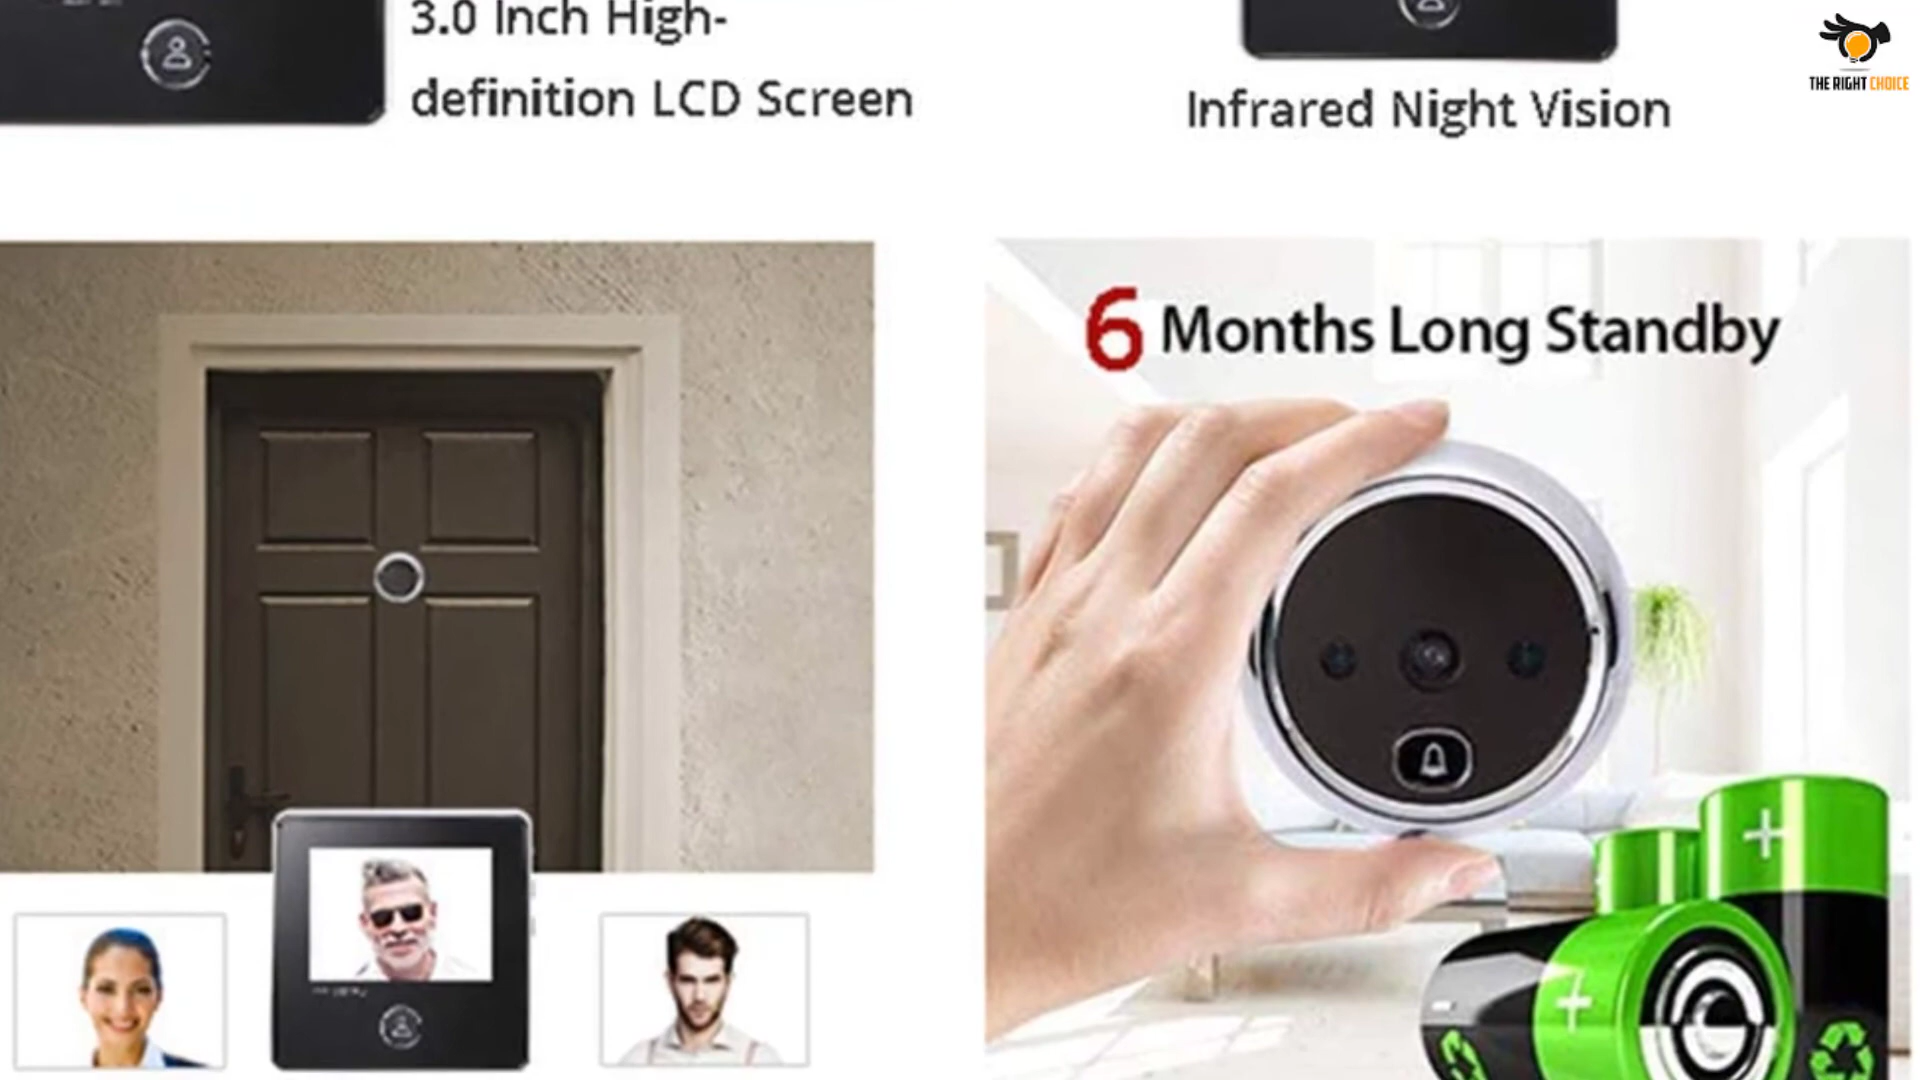 3.0 Inch High-
definition LCD Screen
Infrared Night Vision
THE RIGHT CHOICE
6 Months Long Standby